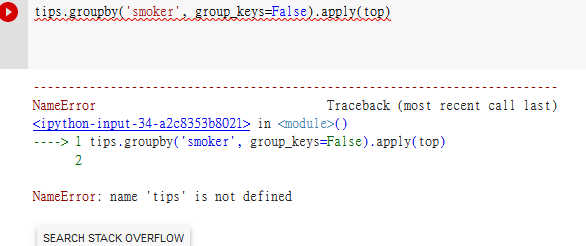 tips.groupby('smoker', group_keys=False).apply(top)
---------------------------------------------------------------------------
NameError                                 Traceback (most recent call last)
<ipython-input-34-a2c8353b8021> in <module>()
----> 1 tips.groupby('smoker', group_keys=False).apply(top)
      2
NameError: name 'tips' is not defined
SEARCH STACK OVERFLOW